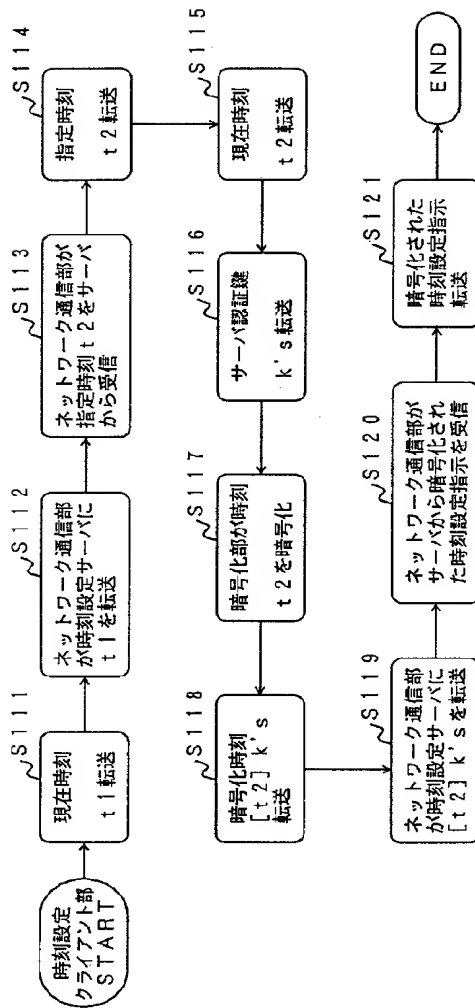 時刻設定
クライアント部
START
S111
現在時刻
t1転送
S112
ネットワーク通信部
が時刻設定サーバに
t1を転送
S113
ネットワーク通信部が
指定時刻t2をサーバ
から受信
S114
指定時刻
t2転送
S115
現在時刻
t2転送
S116
サーバ認証鍵
k's転送
S117
暗号化部が時刻
t2を暗号化
S118
暗号化時刻
[t2]k's
転送
S119
ネットワーク通信部
が時刻設定サーバに
[t2]k'sを転送
S120
ネットワーク通信部が
サーバから暗号化され
た時刻設定指示を受信
S121
暗号化された
時刻設定指示
転送
END